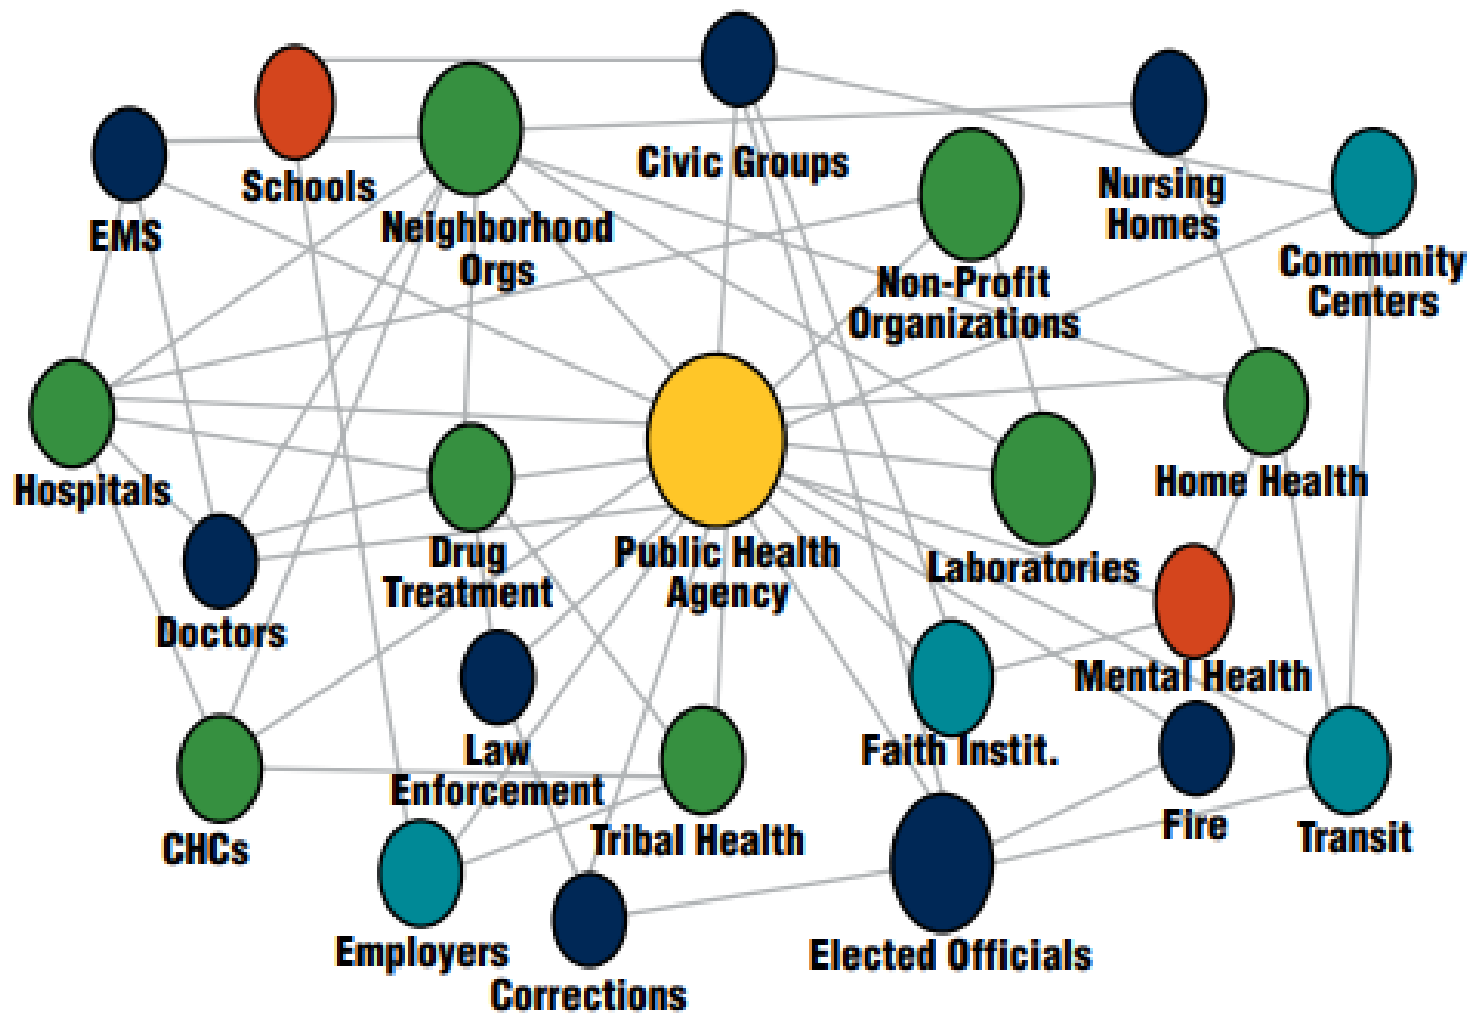 Schools
Civic Groups
EMS
Neighborhood
Orgs
Nursing
Homes
Non-Profit
Organizations
Community
Centers
Hospitals
Drug
Treatment
Public Health
Agency
Laboratories
Home Health
Doctors
Law
Enforcement
Mental Health
Faith Instit.
CHCs
Tribal Health
Fire
Transit
Employers
Corrections
Elected Officials